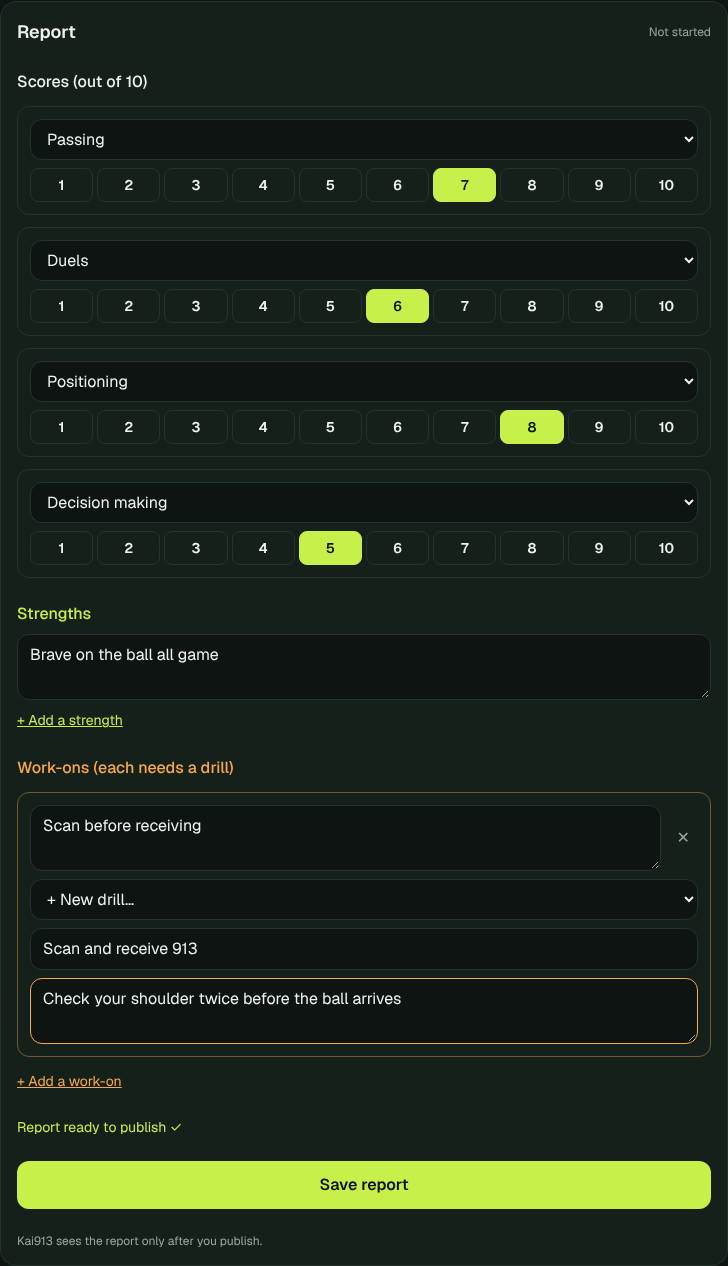 Report
Not started
Scores (out of 10)
Passing
1 2 3 4 5 6 7 8 9 10
Duels
1 2 3 4 5 6 7 8 9 10
Positioning
1 2 3 4 5 6 7 8 9 10
Decision making
1 2 3 4 5 6 7 8 9 10
Strengths
Brave on the ball all game
+ Add a strength
Work-ons (each needs a drill)
Scan before receiving
✕
+ New drill...
Scan and receive 913
Check your shoulder twice before the ball arrives
+ Add a work-on
Report ready to publish ✓
Save report
Kai913 sees the report only after you publish.